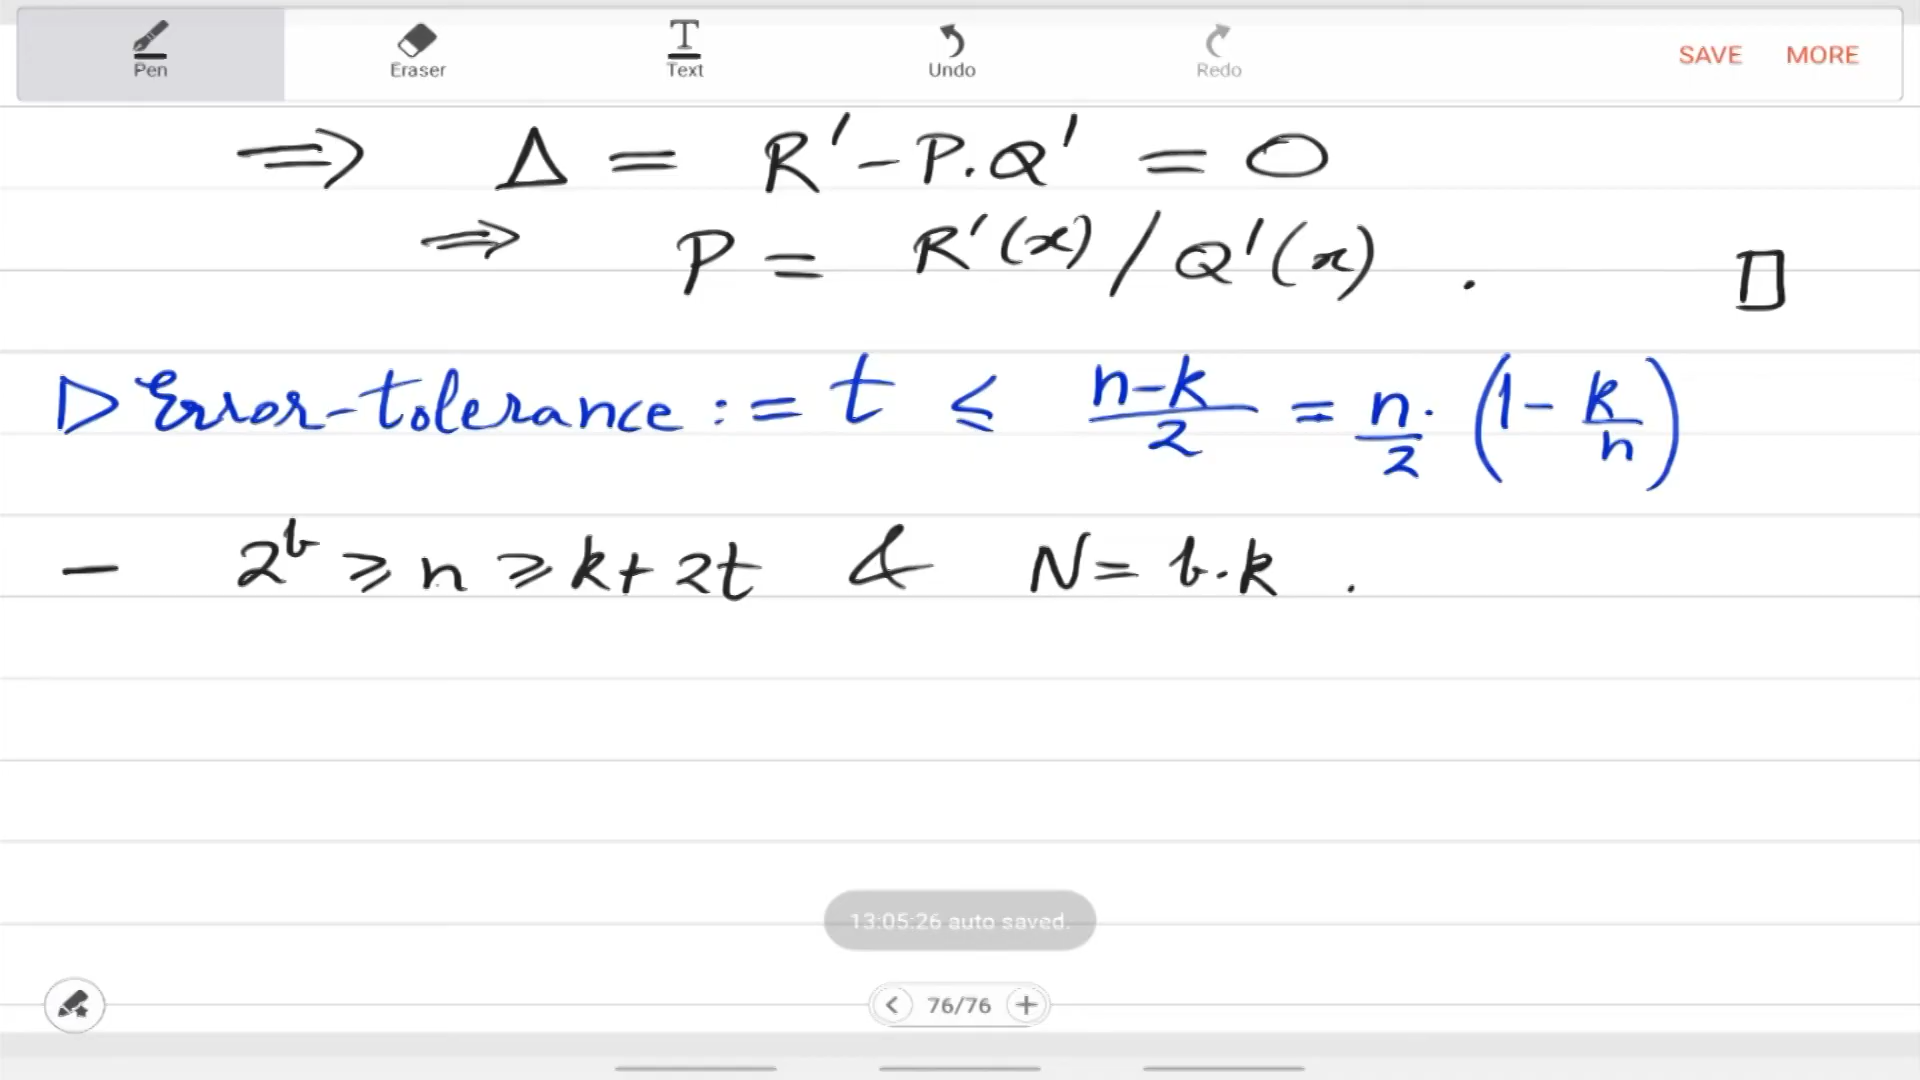 Pen Eraser Text Undo Redo SAVE MORE
⇒ Δ = R' - P.Q' = 0
⇒ P = R'(x) / Q'(x) . □
▷ Error-tolerance := t ≤ (n-k)/2 = n/2 · (1 - k/n)
- 2^b ≥ n ≥ k+2t & N = b.k .
13:05:26 auto saved.
76/76